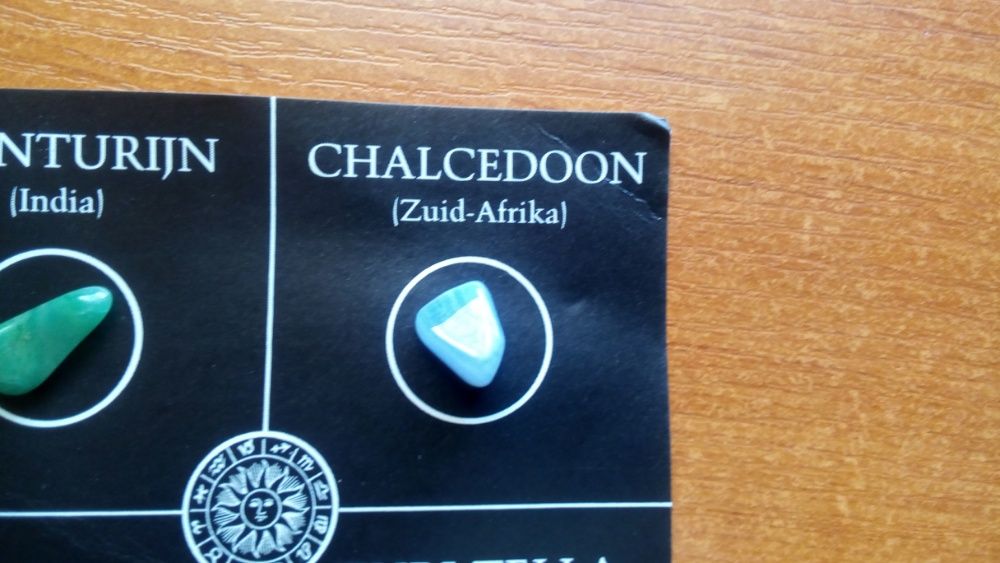 NTURIJN
(India)
CHALCEDOON
(Zuid-Afrika)